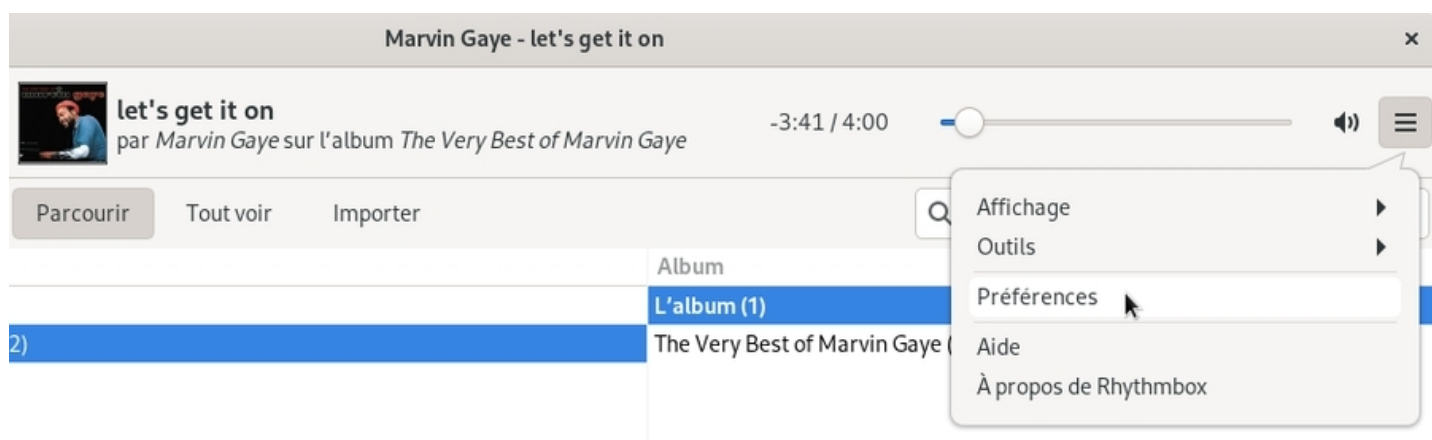 Marvin Gaye - let's get it on
let's get it on
par Marvin Gaye sur l'album The Very Best of Marvin Gaye
-3:41 / 4:00
Parcourir
Tout voir
Importer
Affichage
Outils
Préférences
Aide
À propos de Rhythmbox
Album
L'album (1)
2)
The Very Best of Marvin Gaye (